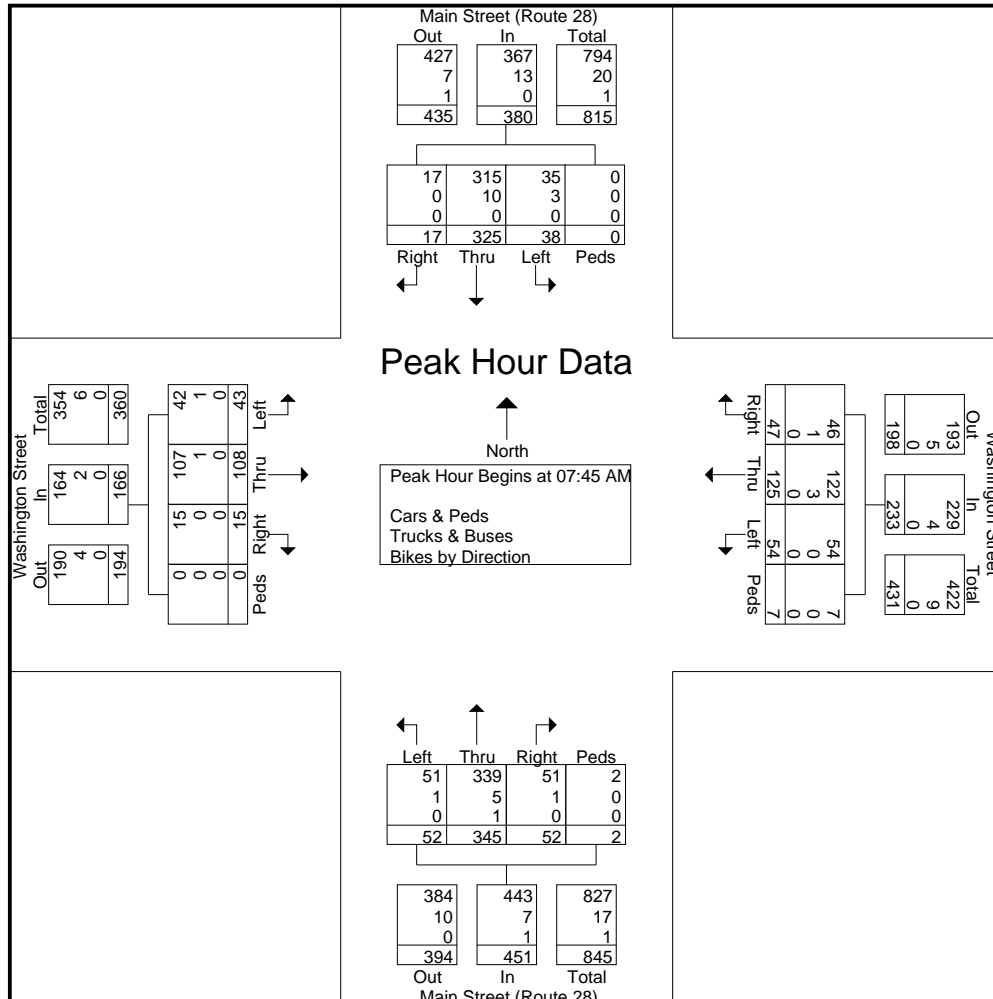 Main Street (Route 28)
Out In Total
427 367 794
7 13 20
1 0 1
435 380 815
17 315 35 0
0 10 3 0
0 0 0 0
17 325 38 0
Right Thru Left Peds
Peak Hour Data
North
Peak Hour Begins at 07:45 AM
Cars & Peds
Trucks & Buses
Bikes by Direction
Washington Street
Out In Total
190 164 354
4 2 6
0 0 0
194 166 360
0 15 107 42
0 0 1 1
0 0 0 0
0 15 108 43
Peds Right Thru Left
Washington Street
Out In Total
193 229 422
5 4 9
0 0 0
198 233 431
46 122 54 7
1 3 0 0
0 0 0 0
47 125 54 7
Right Thru Left Peds
Left Thru Right Peds
51 339 51 2
1 5 1 0
0 1 0 0
52 345 52 2
384 443 827
10 7 17
0 1 1
394 451 845
Out In Total
Main Street (Route 28)